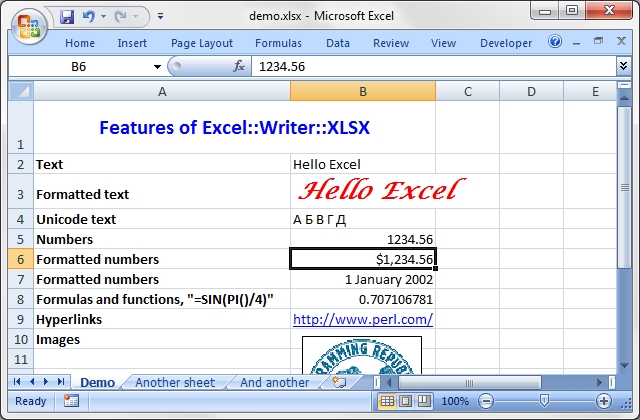 demo.xlsx - Microsoft Excel
Home Insert Page Layout Formulas Data Review View Developer
B6 fx 1234.56
A B C D E
1 Features of Excel::Writer::XLSX
2 Text Hello Excel
3 Formatted text Hello Excel
4 Unicode text А Б В Г Д
5 Numbers 1234.56
6 Formatted numbers $1,234.56
7 Formatted numbers 1 January 2002
8 Formulas and functions, "=SIN(PI()/4)" 0.707106781
9 Hyperlinks http://www.perl.com/
10 Images
11
Demo Another sheet And another
Ready 100%